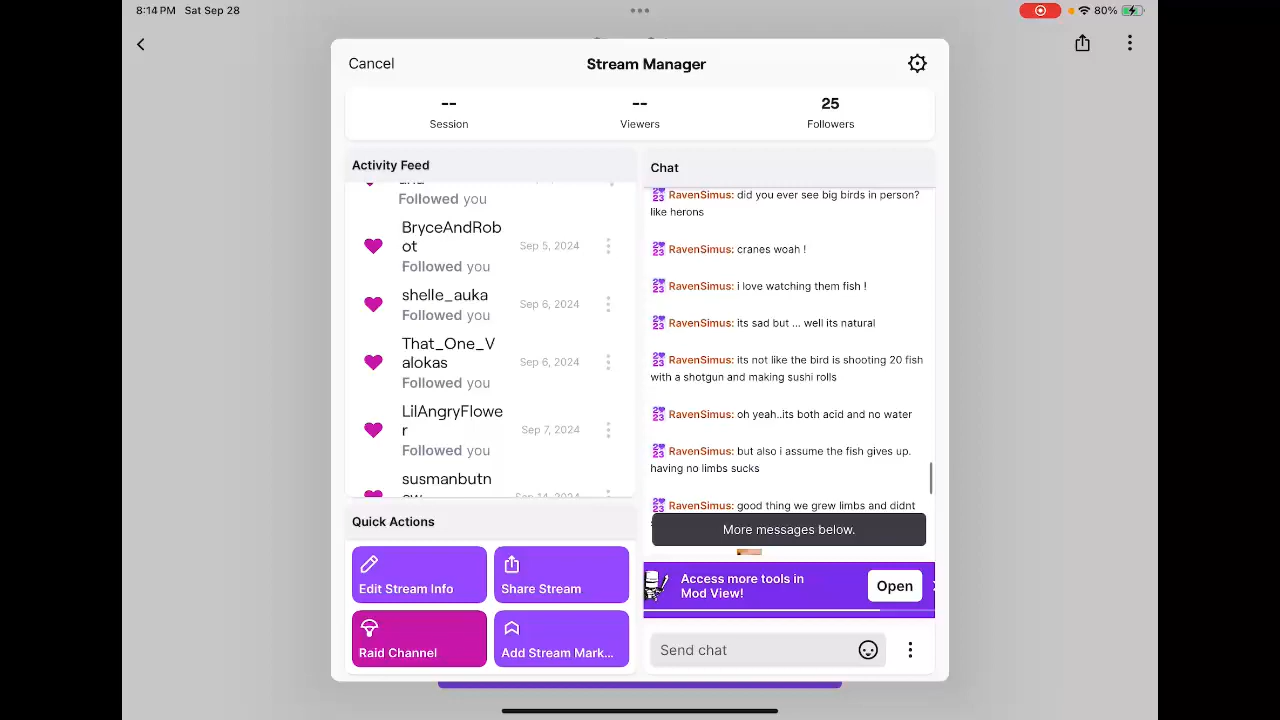 8:14 PM Sat Sep 28
80%
Cancel
Stream Manager
--
Session
--
Viewers
25
Followers
Activity Feed
Followed you
BryceAndRob
ot
Sep 5, 2024
Followed you
shelle_auka
Sep 6, 2024
Followed you
That_One_V
alokas
Sep 6, 2024
Followed you
LilAngryFlowe
r
Sep 7, 2024
Followed you
susmanbutn
Sep 14, 2024
Quick Actions
Edit Stream Info
Share Stream
Raid Channel
Add Stream Mark...
Chat
RavenSimus: did you ever see big birds in person?
like herons
RavenSimus: cranes woah !
RavenSimus: i love watching them fish !
RavenSimus: its sad but ... well its natural
RavenSimus: its not like the bird is shooting 20 fish
with a shotgun and making sushi rolls
RavenSimus: oh yeah..its both acid and no water
RavenSimus: but also i assume the fish gives up.
having no limbs sucks
RavenSimus: good thing we grew limbs and didnt
More messages below.
Access more tools in
Mod View!
Open
Send chat